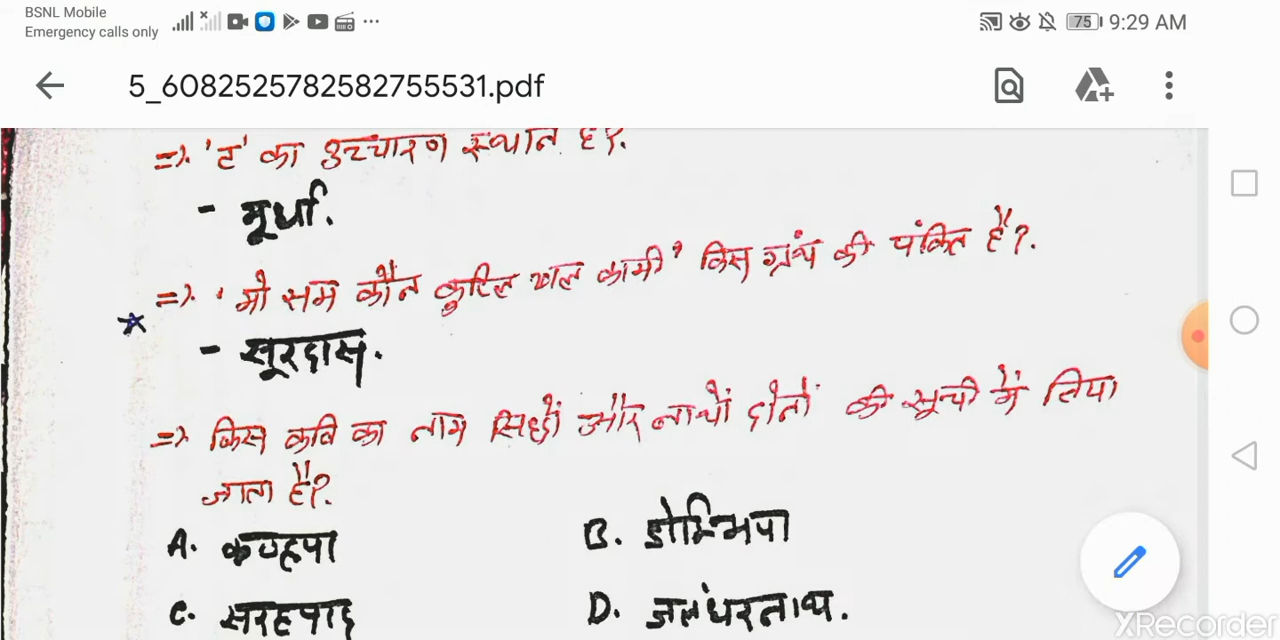 BSNL Mobile
Emergency calls only
75 9:29 AM
5_6082525782582755531.pdf
=> 'ट' का उच्चारण स्थान है?.
- मूर्धा.
=> 'मो सम कौन कुटिल खल कामी' किस ग्रंथ की पंक्ति है?.
- सूरदास.
=> किस कवि का नाम सिद्धों और नाथों दोनों की सूची में लिया
जाता है?.
A. कण्हपा B. डोम्भिपा
C. सरहपाद D. जलंधरनाथ.
XRecorder